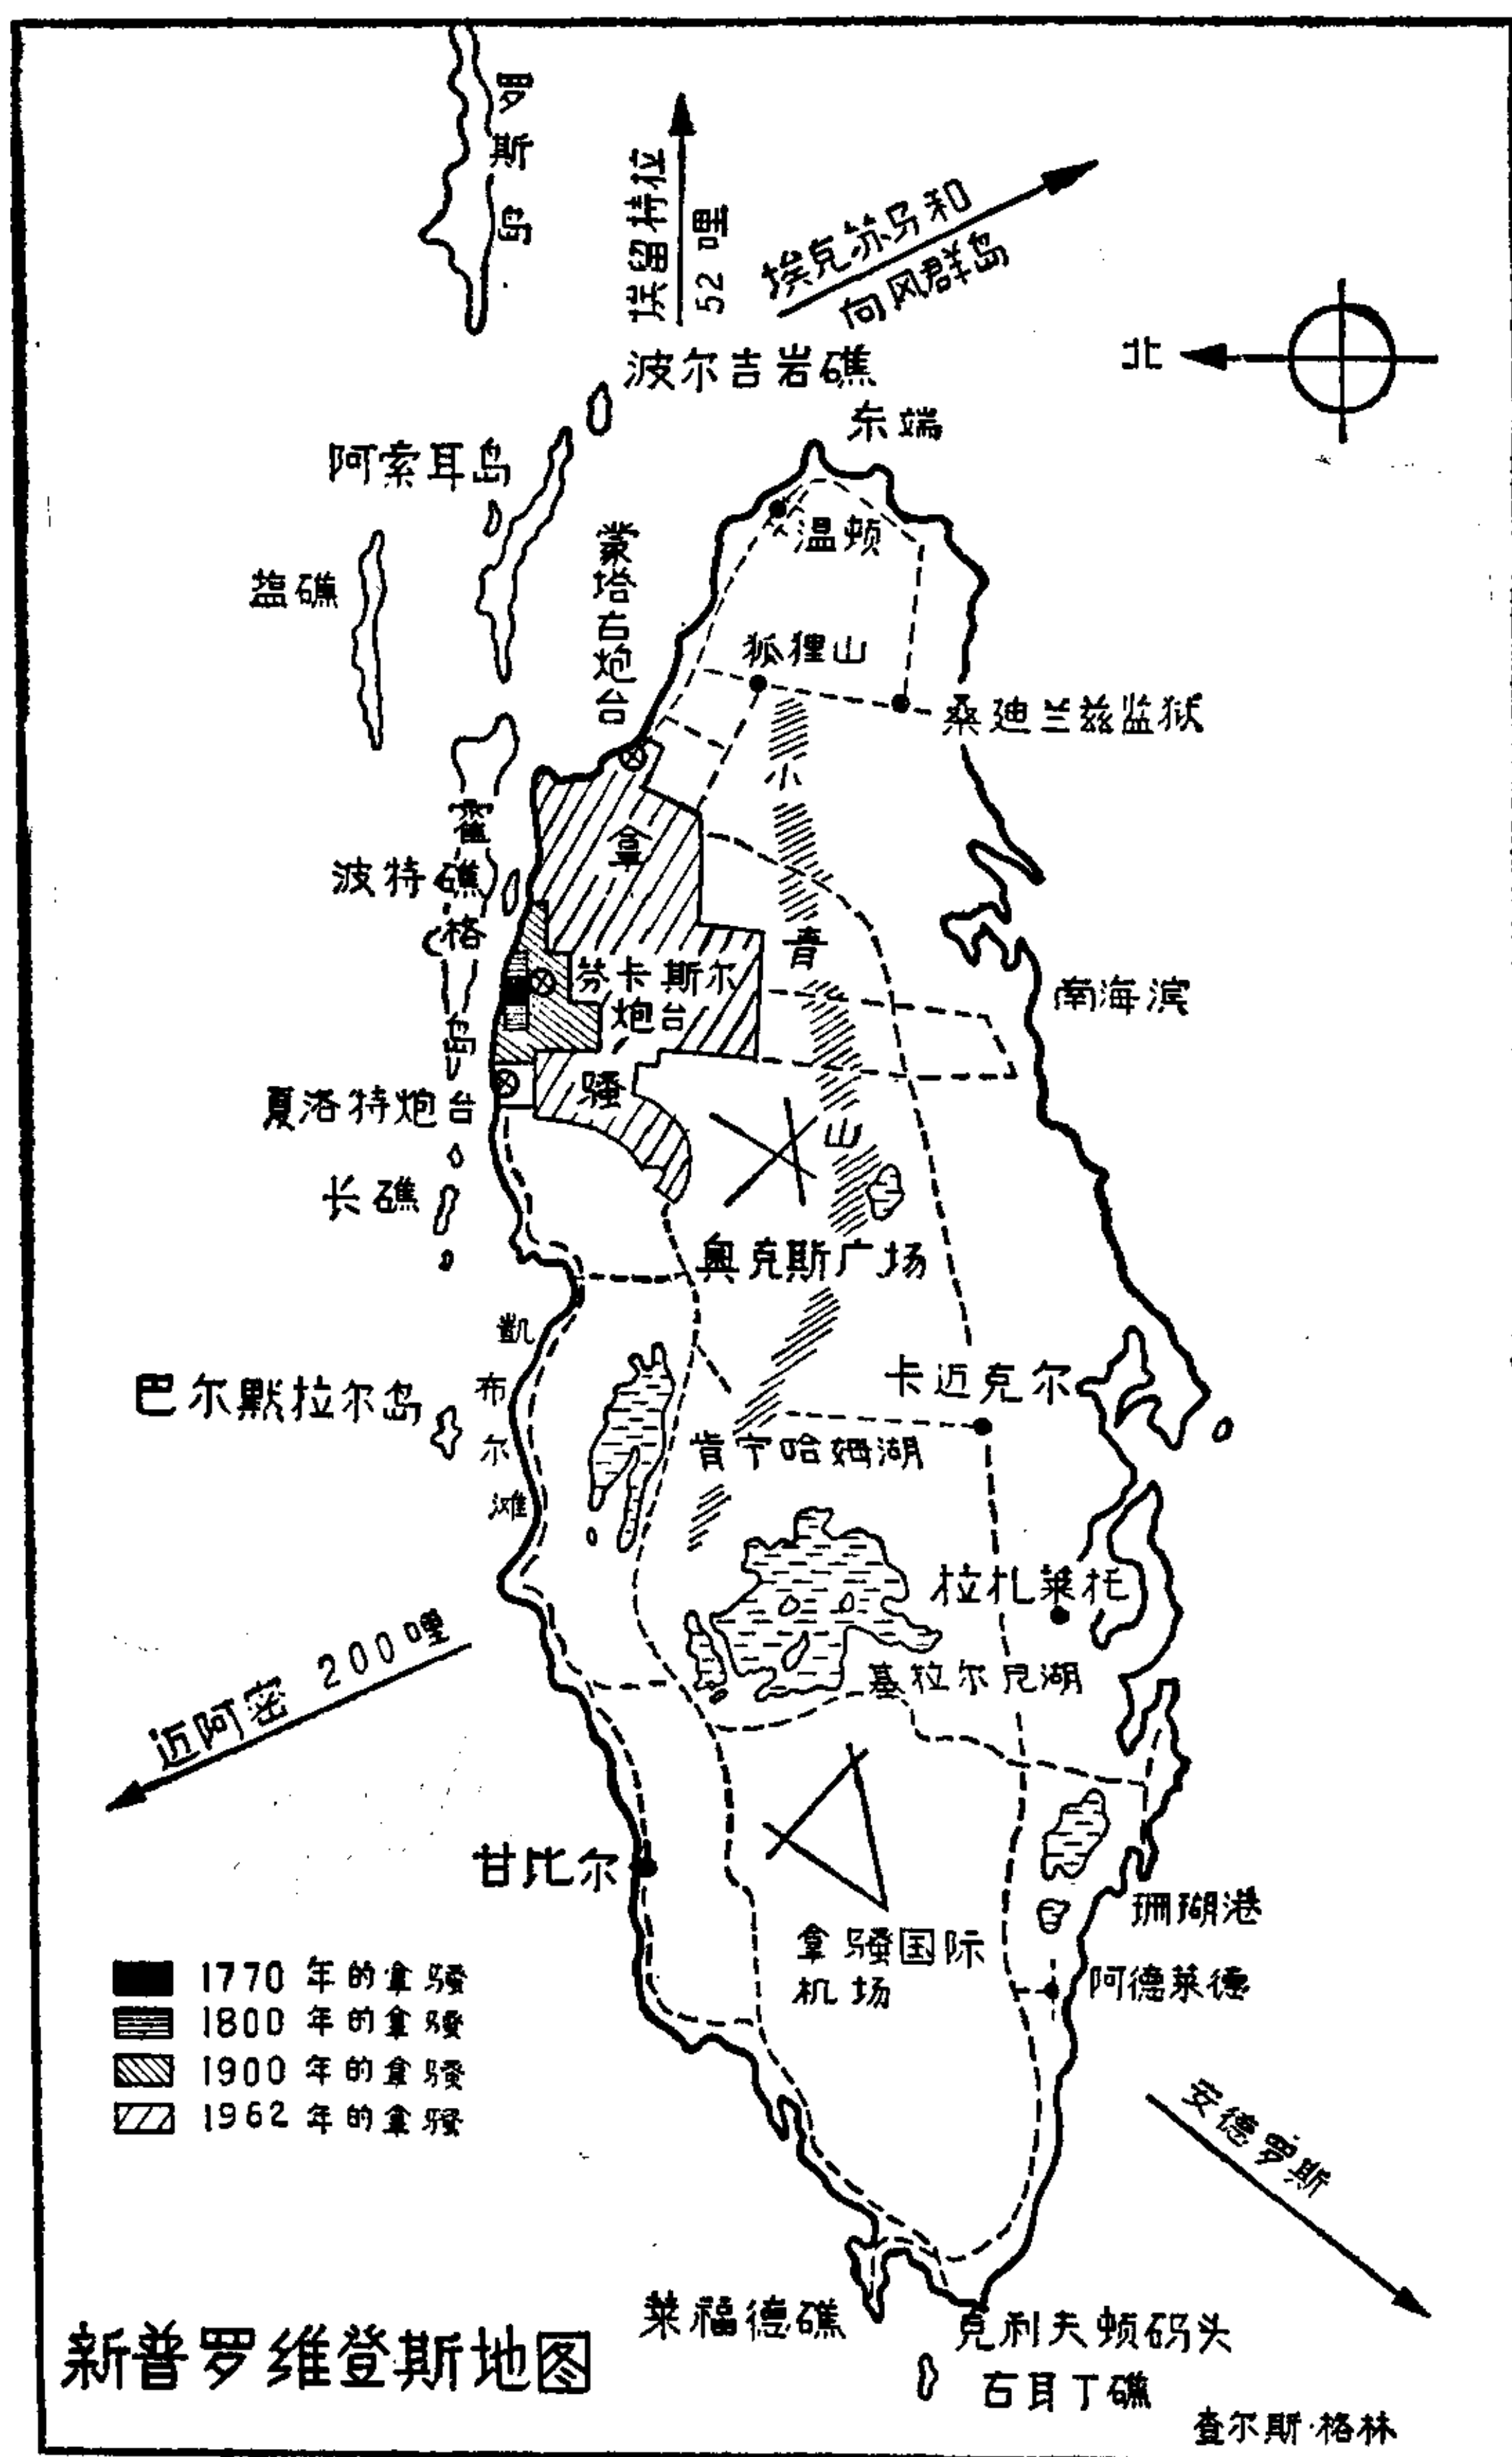 罗斯岛
埃留特拉
52 哩
埃克苏马和
向风群岛
北
波尔吉岩礁
东端
阿索耳岛
盐礁
蒙塔古炮台
温顿
狐狸山
桑迪兰兹监狱
小青山
霍格岛
波特礁
拿骚
芬卡斯尔
炮台
南海滨
夏洛特炮台
长礁
奥克斯广场
凯布尔滩
巴尔默拉尔岛
卡迈克尔
肯宁哈姆湖
拉扎莱托
基拉尔尼湖
迈阿密 200哩
甘比尔
拿骚国际
机场
珊瑚港
阿德莱德
1770 年的拿骚
1800 年的拿骚
1900 年的拿骚
1962 年的拿骚
安德罗斯
莱福德礁
克利夫顿码头
古耳丁礁
新普罗维登斯地图
查尔斯·格林